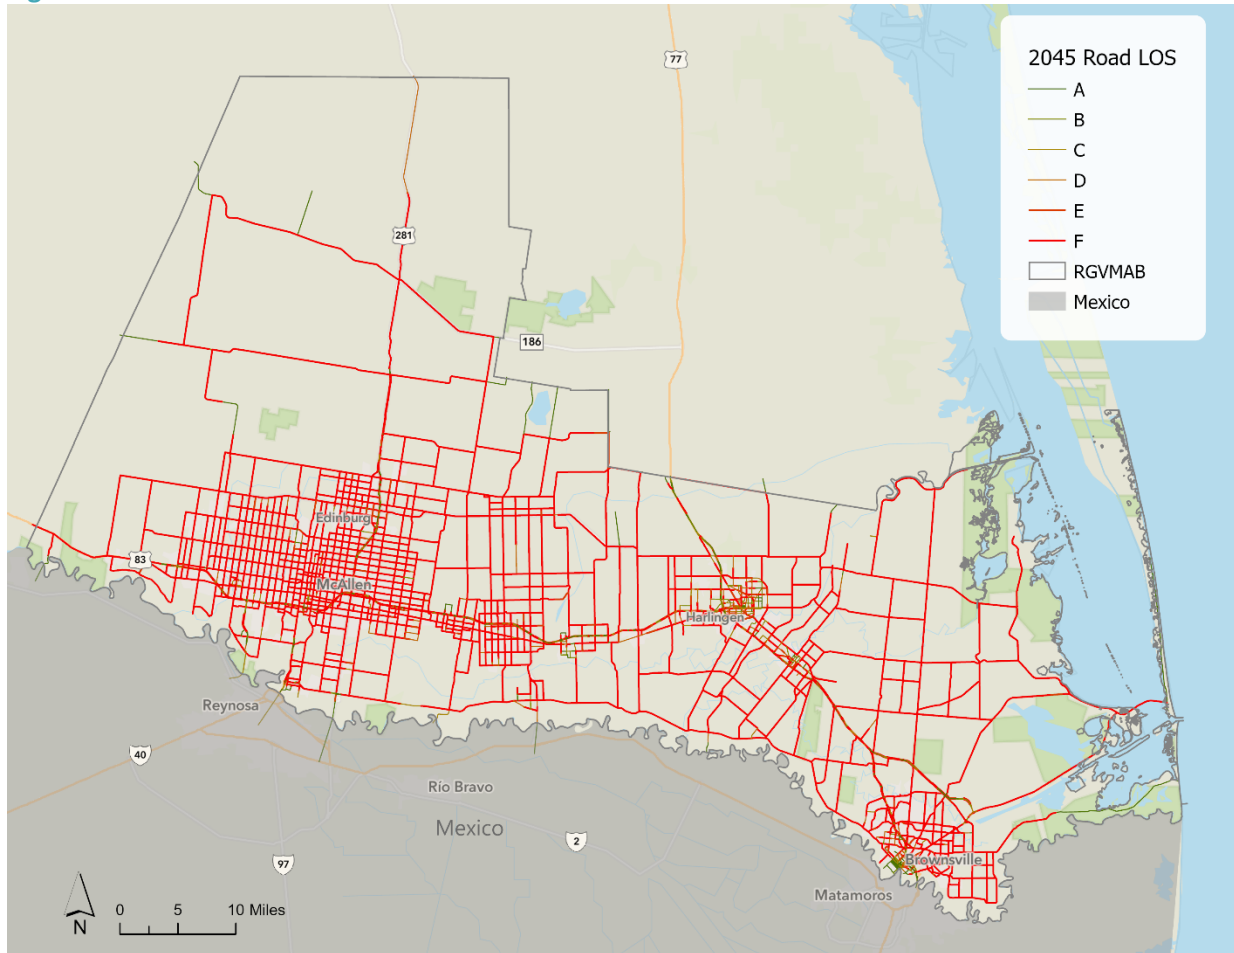 77
2045 Road LOS
A
B
C
D
E
F
RGVMAB
Mexico
281
186
Edinburg
83
McAllen
Harlingen
Reynosa
40
Río Bravo
Mexico
2
97
Brownsville
Matamoros
N
0 5 10 Miles